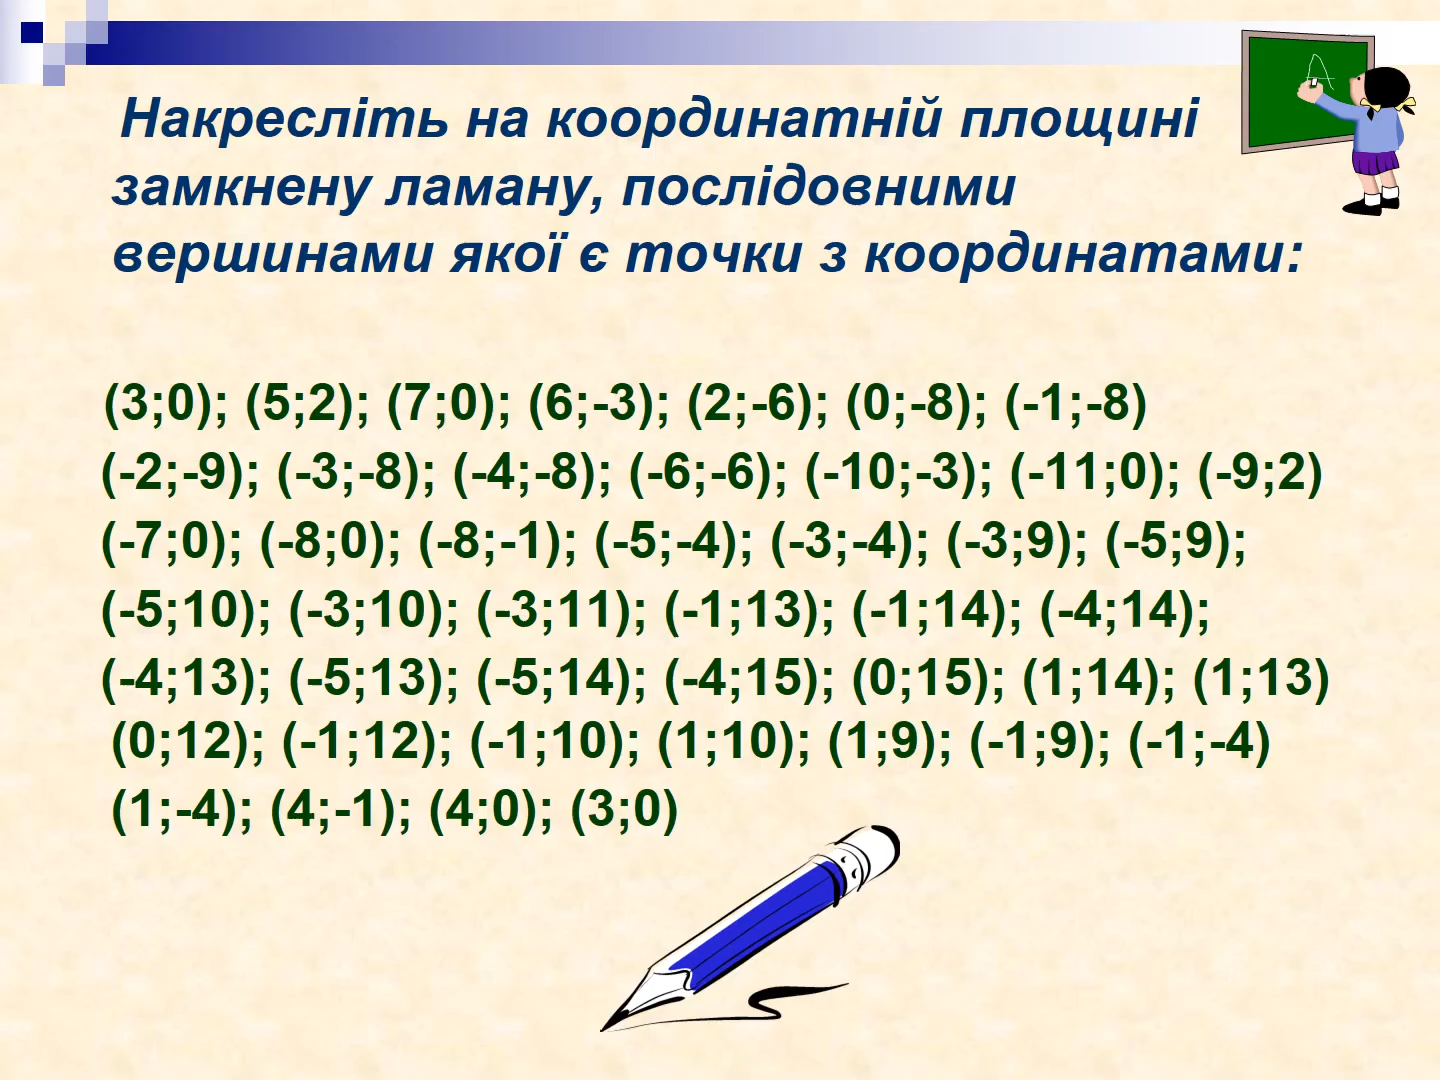 Накресліть на координатній площині
замкнену ламану, послідовними
вершинами якої є точки з координатами:
(3;0); (5;2); (7;0); (6;-3); (2;-6); (0;-8); (-1;-8)
(-2;-9); (-3;-8); (-4;-8); (-6;-6); (-10;-3); (-11;0); (-9;2)
(-7;0); (-8;0); (-8;-1); (-5;-4); (-3;-4); (-3;9); (-5;9);
(-5;10); (-3;10); (-3;11); (-1;13); (-1;14); (-4;14);
(-4;13); (-5;13); (-5;14); (-4;15); (0;15); (1;14); (1;13)
(0;12); (-1;12); (-1;10); (1;10); (1;9); (-1;9); (-1;-4)
(1;-4); (4;-1); (4;0); (3;0)